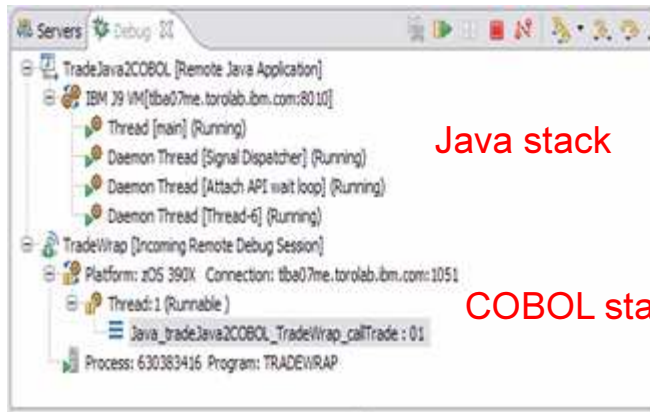 Servers Debug
TradeJava2COBOL [Remote Java Application]
IBM J9 VM[tlba07me.torolab.ibm.com:8010]
Thread [main] (Running)
Java stack
Daemon Thread [Signal Dispatcher] (Running)
Daemon Thread [Attach API wait loop] (Running)
Daemon Thread [Thread-6] (Running)
TradeWrap [Incoming Remote Debug Session]
Platform: zOS 390X Connection: tlba07me.torolab.ibm.com:1051
Thread:1 (Runnable )
COBOL sta
Java_tradeJava2COBOL_TradeWrap_callTrade : 01
Process: 630383416 Program: TRADEWRAP